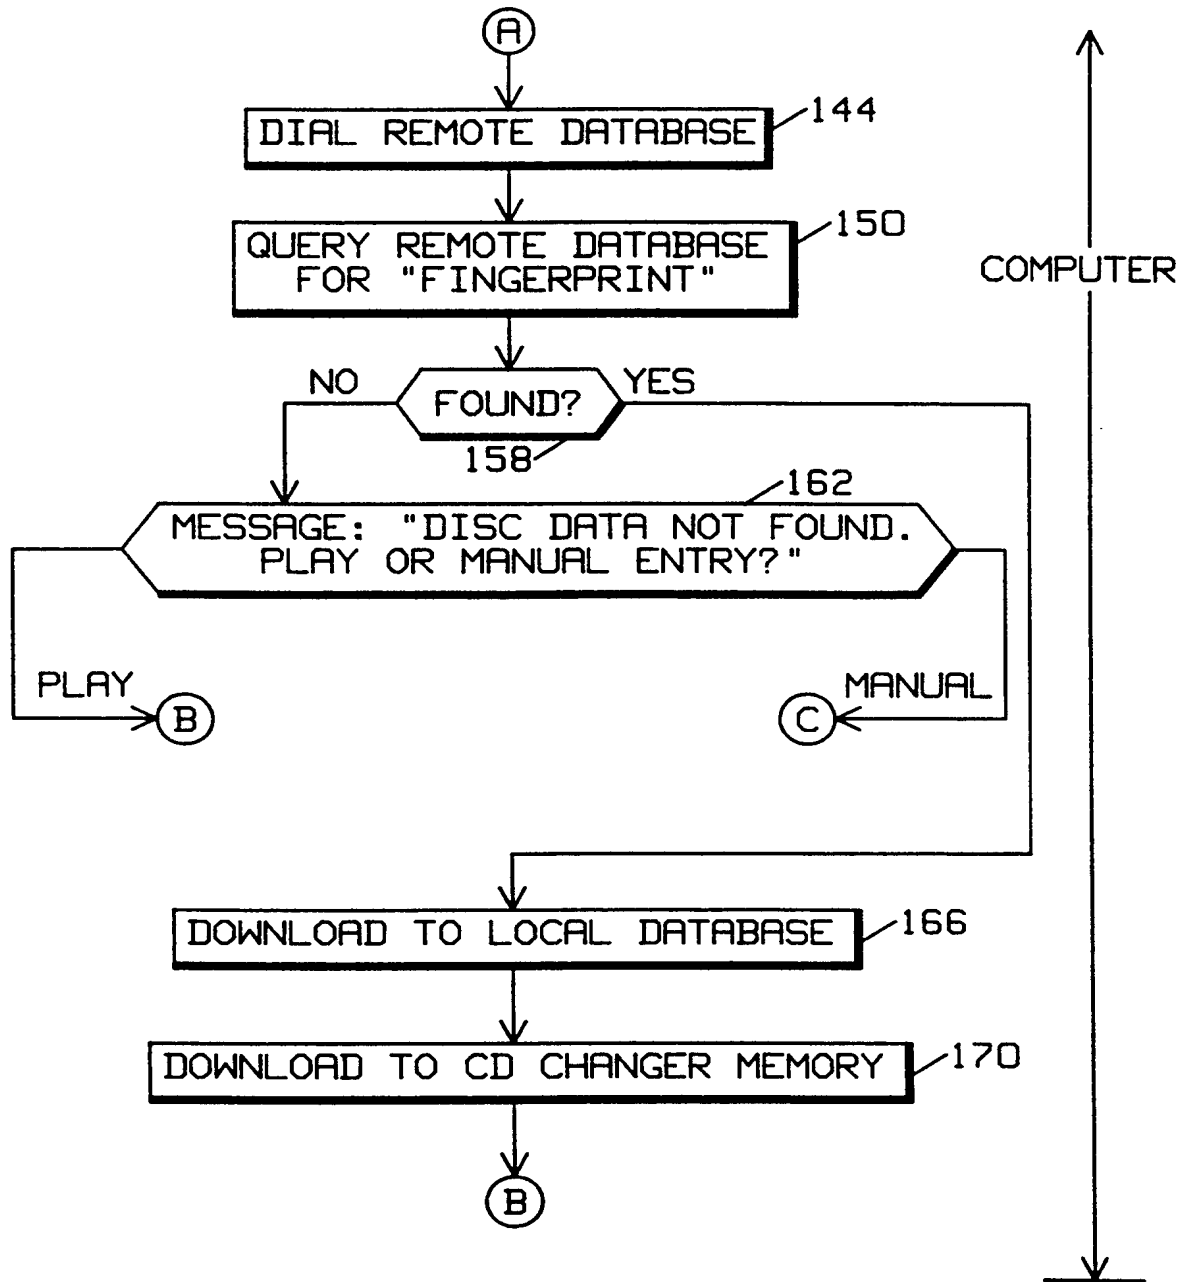 A
DIAL REMOTE DATABASE
144
QUERY REMOTE DATABASE
FOR "FINGERPRINT"
150
COMPUTER
NO
YES
FOUND?
158
162
MESSAGE: "DISC DATA NOT FOUND.
PLAY OR MANUAL ENTRY?"
PLAY
B
MANUAL
C
DOWNLOAD TO LOCAL DATABASE
166
DOWNLOAD TO CD CHANGER MEMORY
170
B